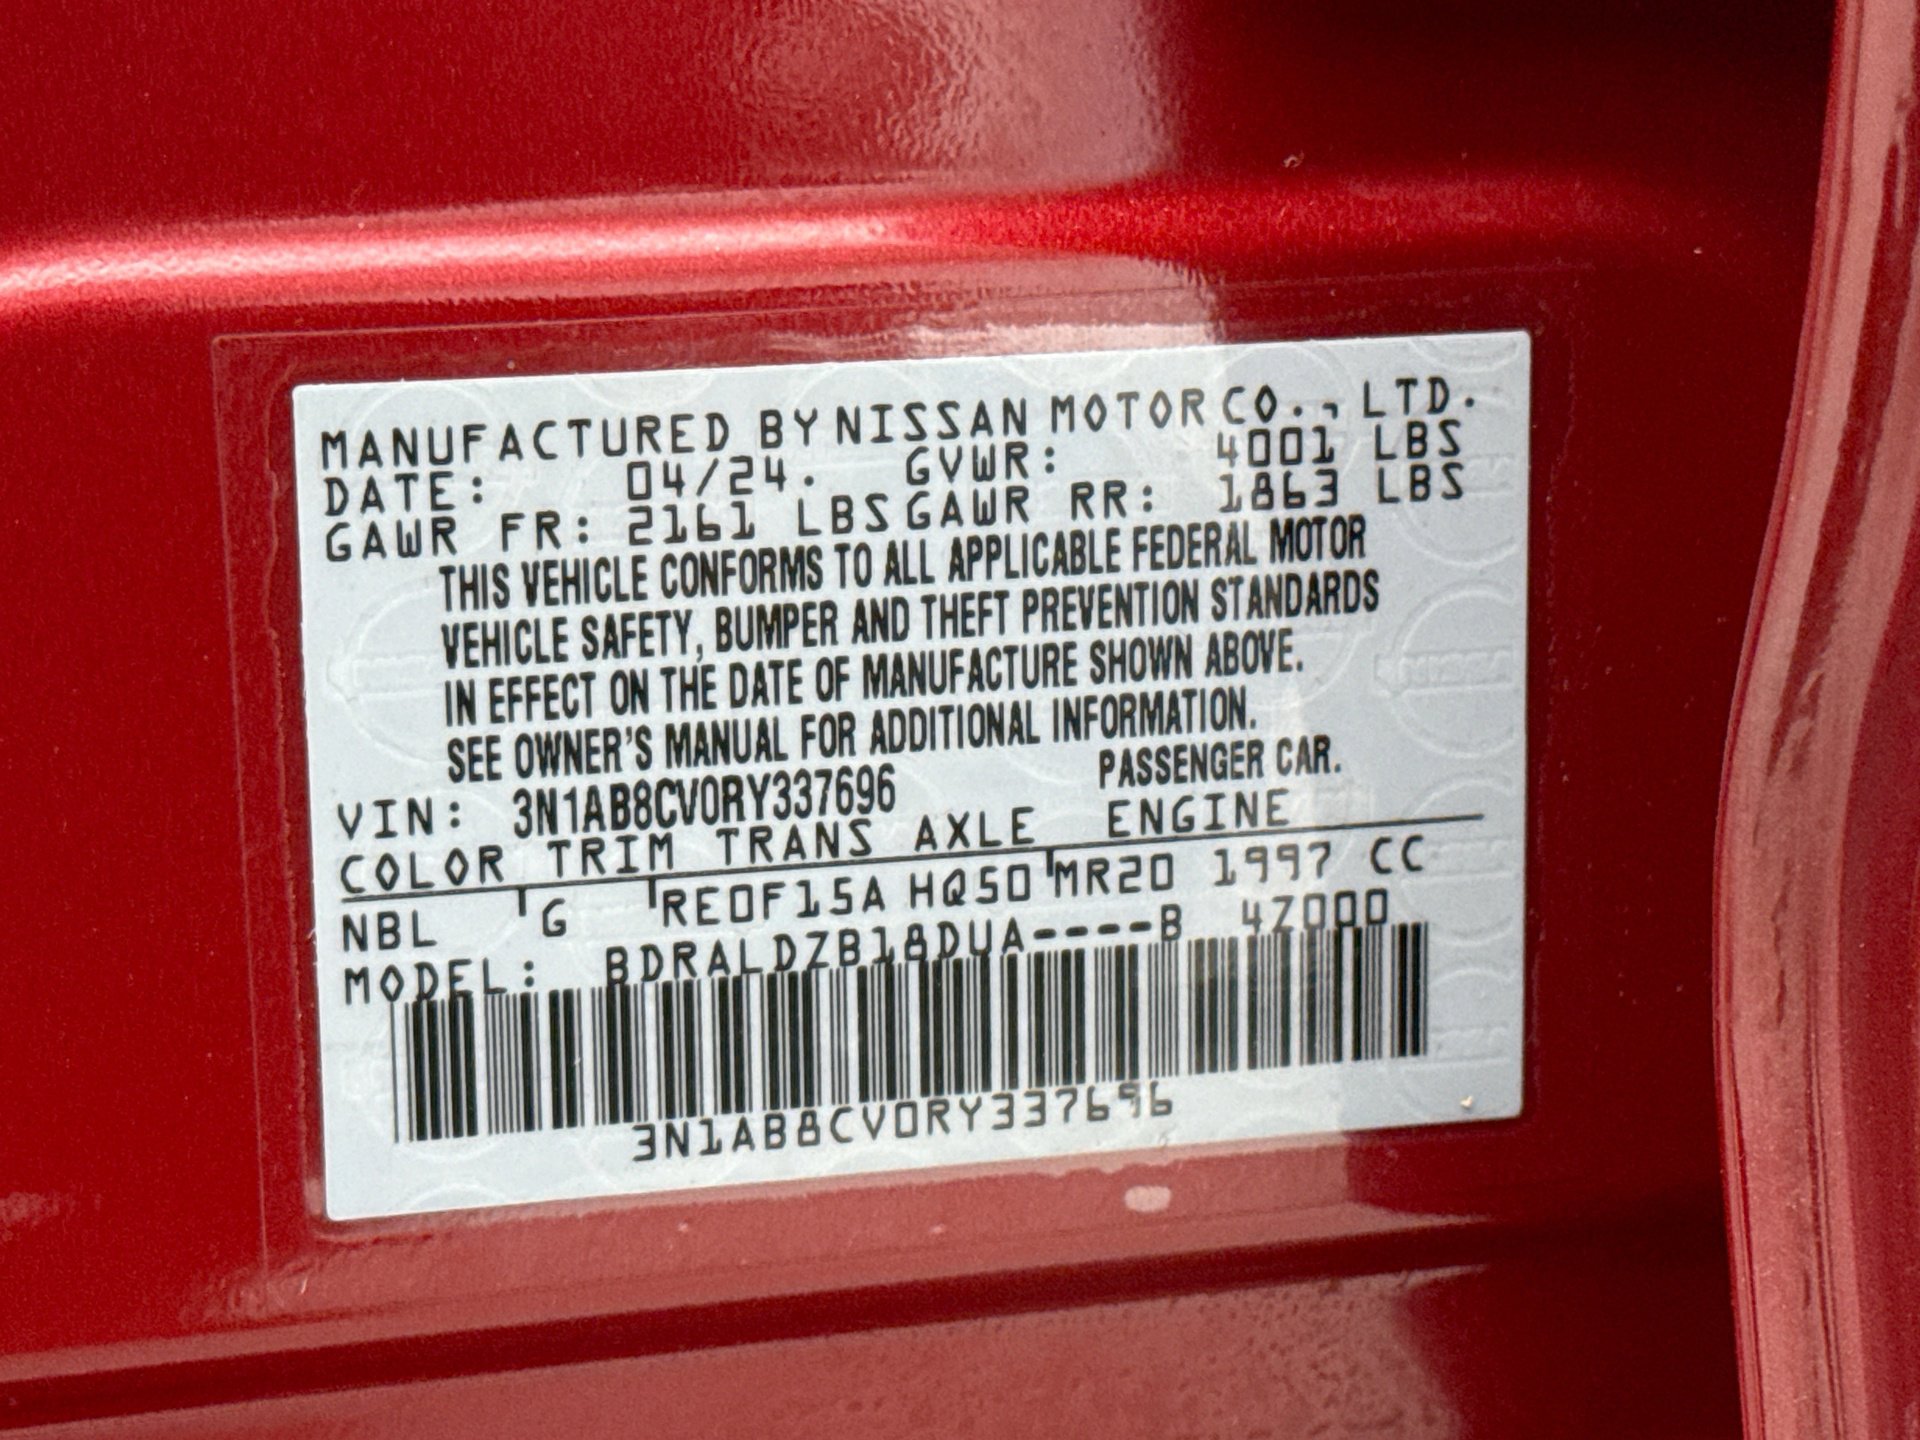 MANUFACTURED BY NISSAN MOTOR CO., LTD.
DATE: 04/24. GVWR: 4001 LBS
GAWR FR: 2161 LBS GAWR RR: 1863 LBS
THIS VEHICLE CONFORMS TO ALL APPLICABLE FEDERAL MOTOR
VEHICLE SAFETY, BUMPER AND THEFT PREVENTION STANDARDS
IN EFFECT ON THE DATE OF MANUFACTURE SHOWN ABOVE.
SEE OWNER'S MANUAL FOR ADDITIONAL INFORMATION.
VIN: 3N1AB8CV0RY337696 PASSENGER CAR.
COLOR TRIM TRANS AXLE ENGINE
NBL G RE0F15A HQ50 MR20 1997 CC
MODEL: BDRALDZB18DUA----B 4Z000
3N1AB8CV0RY337696